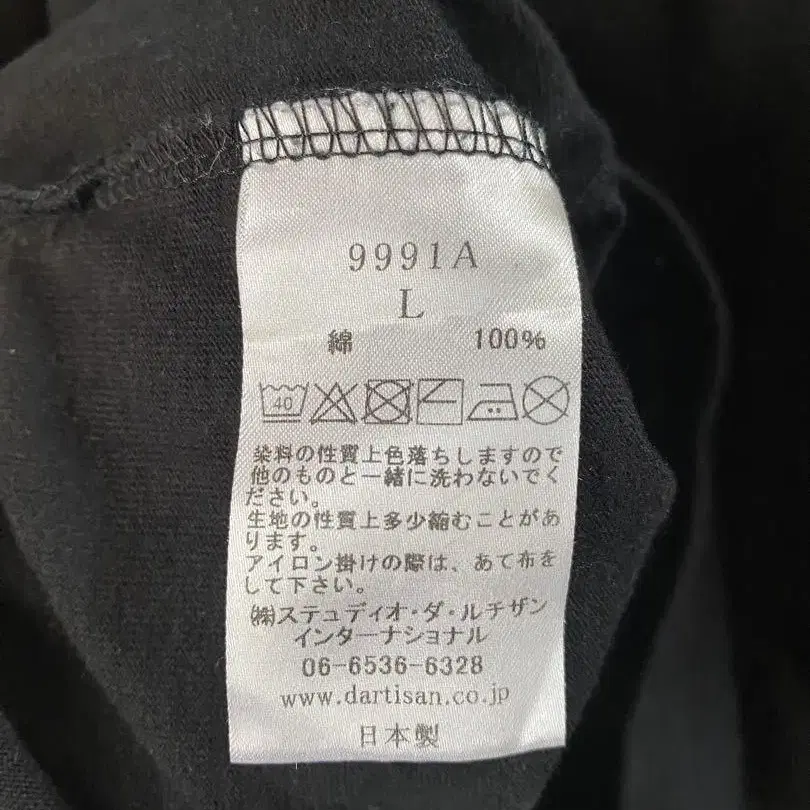 9991A
L
綿 100%
40
染料の性質上色落ちしますので
他のものと一緒に洗わないでく
ださい。
生地の性質上多少縮むことがあ
ります。
アイロン掛けの際は、あて布を
して下さい。
㈱ステュディオ・ダ・ルチザン
インターナショナル
06-6536-6328
www.dartisan.co.jp
日本製